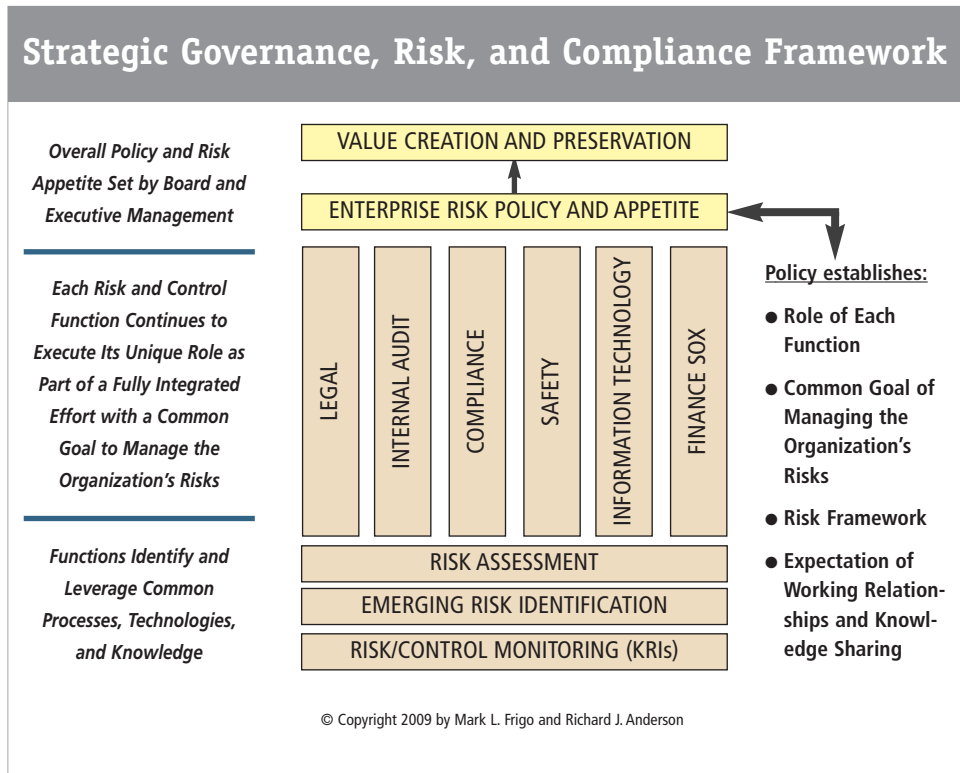 Strategic Governance, Risk, and Compliance Framework
Overall Policy and Risk
Appetite Set by Board and
Executive Management
Each Risk and Control
Function Continues to
Execute Its Unique Role as
Part of a Fully Integrated
Effort with a Common
Goal to Manage the
Organization's Risks
Functions Identify and
Leverage Common
Processes, Technologies,
and Knowledge
VALUE CREATION AND PRESERVATION
ENTERPRISE RISK POLICY AND APPETITE
LEGAL
INTERNAL AUDIT
COMPLIANCE
SAFETY
INFORMATION TECHNOLOGY
FINANCE SOX
RISK ASSESSMENT
EMERGING RISK IDENTIFICATION
RISK/CONTROL MONITORING (KRIs)
Policy establishes:
● Role of Each
Function
● Common Goal of
Managing the
Organization's
Risks
● Risk Framework
● Expectation of
Working Relation-
ships and Knowl-
edge Sharing
© Copyright 2009 by Mark L. Frigo and Richard J. Anderson